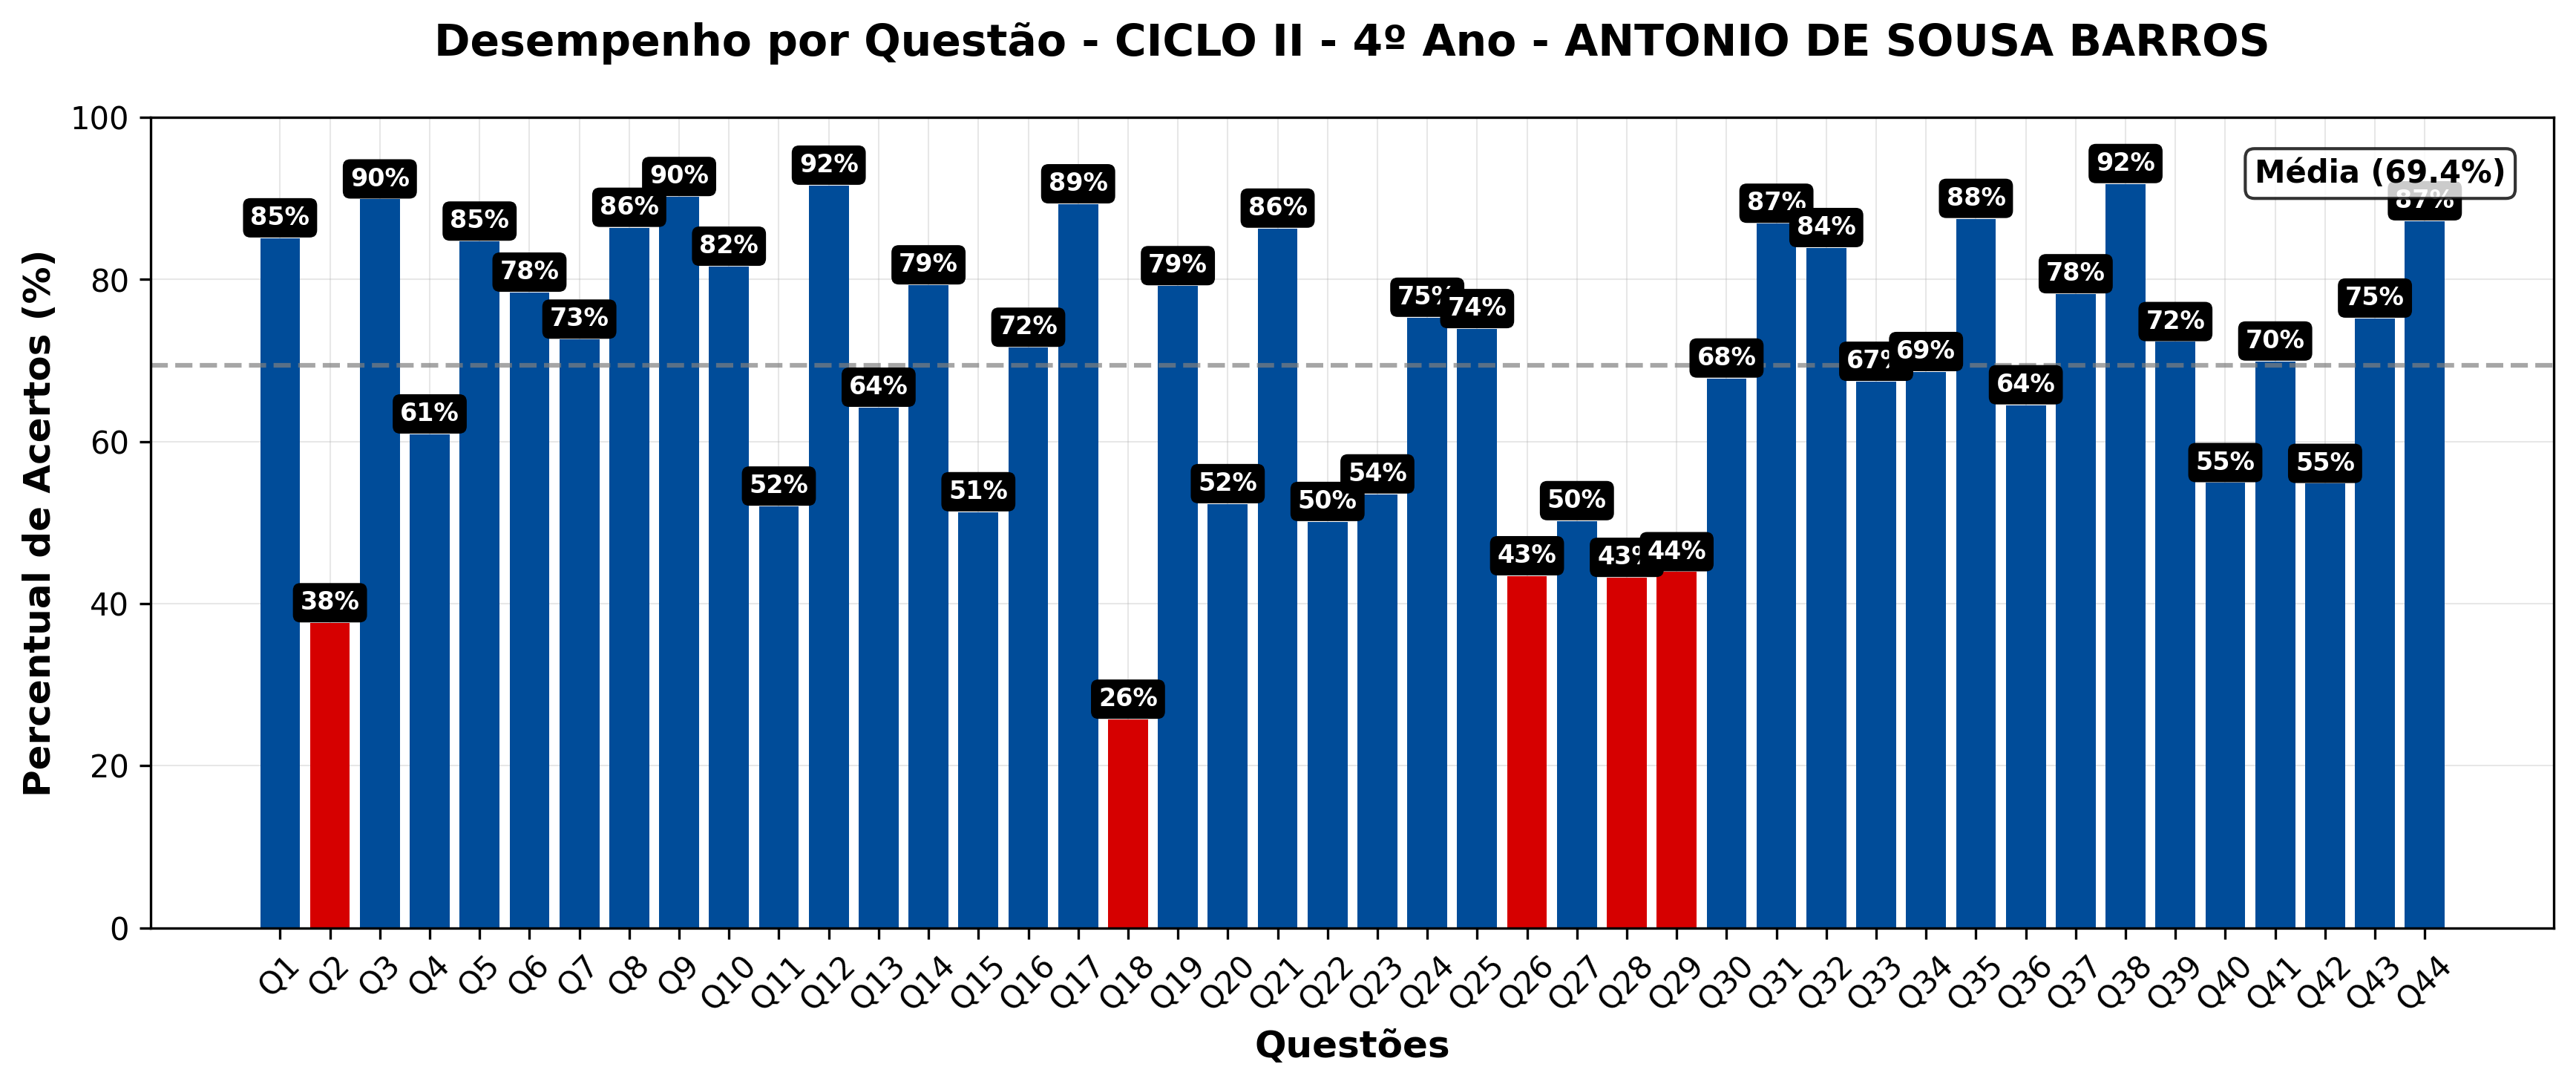 Desempenho por Questão - CICLO II - 4º Ano - ANTONIO DE SOUSA BARROS
Percentual de Acertos (%)
100
80
60
40
20
0
85%
38%
90%
61%
85%
78%
73%
86%
90%
82%
52%
92%
64%
79%
51%
72%
89%
26%
79%
52%
86%
50%
54%
75%
74%
43%
50%
43%
44%
68%
87%
84%
67%
69%
88%
64%
78%
92%
72%
55%
70%
55%
75%
87%
Média (69.4%)
Q1
Q2
Q3
Q4
Q5
Q6
Q7
Q8
Q9
Q10
Q11
Q12
Q13
Q14
Q15
Q16
Q17
Q18
Q19
Q20
Q21
Q22
Q23
Q24
Q25
Q26
Q27
Q28
Q29
Q30
Q31
Q32
Q33
Q34
Q35
Q36
Q37
Q38
Q39
Q40
Q41
Q42
Q43
Q44
Questões